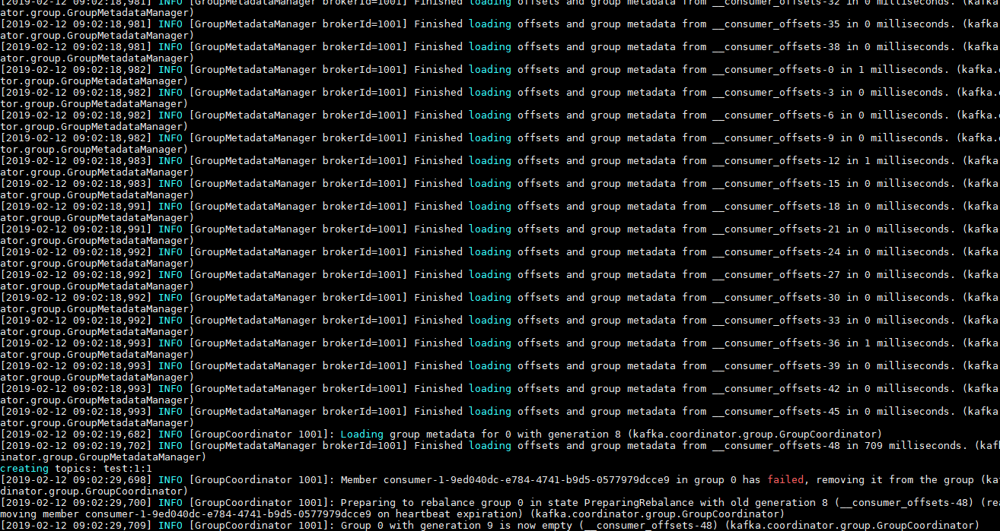 [2019-02-12 09:02:18,981] INFO [GroupMetadataManager brokerId=1001] Finished loading offsets and group metadata from __consumer_offsets-32 in 0 milliseconds. (kafka
ator.group.GroupMetadataManager)
[2019-02-12 09:02:18,981] INFO [GroupMetadataManager brokerId=1001] Finished loading offsets and group metadata from __consumer_offsets-35 in 0 milliseconds. (kafka
ator.group.GroupMetadataManager)
[2019-02-12 09:02:18,981] INFO [GroupMetadataManager brokerId=1001] Finished loading offsets and group metadata from __consumer_offsets-38 in 0 milliseconds. (kafka
ator.group.GroupMetadataManager)
[2019-02-12 09:02:18,982] INFO [GroupMetadataManager brokerId=1001] Finished loading offsets and group metadata from __consumer_offsets-0 in 1 milliseconds. (kafka.c
tor.group.GroupMetadataManager)
[2019-02-12 09:02:18,982] INFO [GroupMetadataManager brokerId=1001] Finished loading offsets and group metadata from __consumer_offsets-3 in 0 milliseconds. (kafka.c
tor.group.GroupMetadataManager)
[2019-02-12 09:02:18,982] INFO [GroupMetadataManager brokerId=1001] Finished loading offsets and group metadata from __consumer_offsets-6 in 0 milliseconds. (kafka.c
tor.group.GroupMetadataManager)
[2019-02-12 09:02:18,982] INFO [GroupMetadataManager brokerId=1001] Finished loading offsets and group metadata from __consumer_offsets-9 in 0 milliseconds. (kafka.c
tor.group.GroupMetadataManager)
[2019-02-12 09:02:18,983] INFO [GroupMetadataManager brokerId=1001] Finished loading offsets and group metadata from __consumer_offsets-12 in 1 milliseconds. (kafka
ator.group.GroupMetadataManager)
[2019-02-12 09:02:18,983] INFO [GroupMetadataManager brokerId=1001] Finished loading offsets and group metadata from __consumer_offsets-15 in 0 milliseconds. (kafka
ator.group.GroupMetadataManager)
[2019-02-12 09:02:18,991] INFO [GroupMetadataManager brokerId=1001] Finished loading offsets and group metadata from __consumer_offsets-18 in 0 milliseconds. (kafka
ator.group.GroupMetadataManager)
[2019-02-12 09:02:18,991] INFO [GroupMetadataManager brokerId=1001] Finished loading offsets and group metadata from __consumer_offsets-21 in 0 milliseconds. (kafka
ator.group.GroupMetadataManager)
[2019-02-12 09:02:18,992] INFO [GroupMetadataManager brokerId=1001] Finished loading offsets and group metadata from __consumer_offsets-24 in 0 milliseconds. (kafka
ator.group.GroupMetadataManager)
[2019-02-12 09:02:18,992] INFO [GroupMetadataManager brokerId=1001] Finished loading offsets and group metadata from __consumer_offsets-27 in 0 milliseconds. (kafka
ator.group.GroupMetadataManager)
[2019-02-12 09:02:18,992] INFO [GroupMetadataManager brokerId=1001] Finished loading offsets and group metadata from __consumer_offsets-30 in 0 milliseconds. (kafka
ator.group.GroupMetadataManager)
[2019-02-12 09:02:18,992] INFO [GroupMetadataManager brokerId=1001] Finished loading offsets and group metadata from __consumer_offsets-33 in 0 milliseconds. (kafka
ator.group.GroupMetadataManager)
[2019-02-12 09:02:18,993] INFO [GroupMetadataManager brokerId=1001] Finished loading offsets and group metadata from __consumer_offsets-36 in 1 milliseconds. (kafka
ator.group.GroupMetadataManager)
[2019-02-12 09:02:18,993] INFO [GroupMetadataManager brokerId=1001] Finished loading offsets and group metadata from __consumer_offsets-39 in 0 milliseconds. (kafka
ator.group.GroupMetadataManager)
[2019-02-12 09:02:18,993] INFO [GroupMetadataManager brokerId=1001] Finished loading offsets and group metadata from __consumer_offsets-42 in 0 milliseconds. (kafka
ator.group.GroupMetadataManager)
[2019-02-12 09:02:18,993] INFO [GroupMetadataManager brokerId=1001] Finished loading offsets and group metadata from __consumer_offsets-45 in 0 milliseconds. (kafka
ator.group.GroupMetadataManager)
[2019-02-12 09:02:19,682] INFO [GroupCoordinator 1001]: Loading group metadata for 0 with generation 8 (kafka.coordinator.group.GroupCoordinator)
[2019-02-12 09:02:19,702] INFO [GroupMetadataManager brokerId=1001] Finished loading offsets and group metadata from __consumer_offsets-48 in 709 milliseconds. (kaf
inator.group.GroupMetadataManager)
creating topics: test:1:1
[2019-02-12 09:02:29,698] INFO [GroupCoordinator 1001]: Member consumer-1-9ed040dc-e784-4741-b9d5-0577979dcce9 in group 0 has failed, removing it from the group (ka
dinator.group.GroupCoordinator)
[2019-02-12 09:02:29,700] INFO [GroupCoordinator 1001]: Preparing to rebalance group 0 in state PreparingRebalance with old generation 8 (__consumer_offsets-48) (rea
moving member consumer-1-9ed040dc-e784-4741-b9d5-0577979dcce9 on heartbeat expiration) (kafka.coordinator.group.GroupCoordinator)
[2019-02-12 09:02:29,709] INFO [GroupCoordinator 1001]: Group 0 with generation 9 is now empty (__consumer_offsets-48) (kafka.coordinator.group.GroupCoordinator)